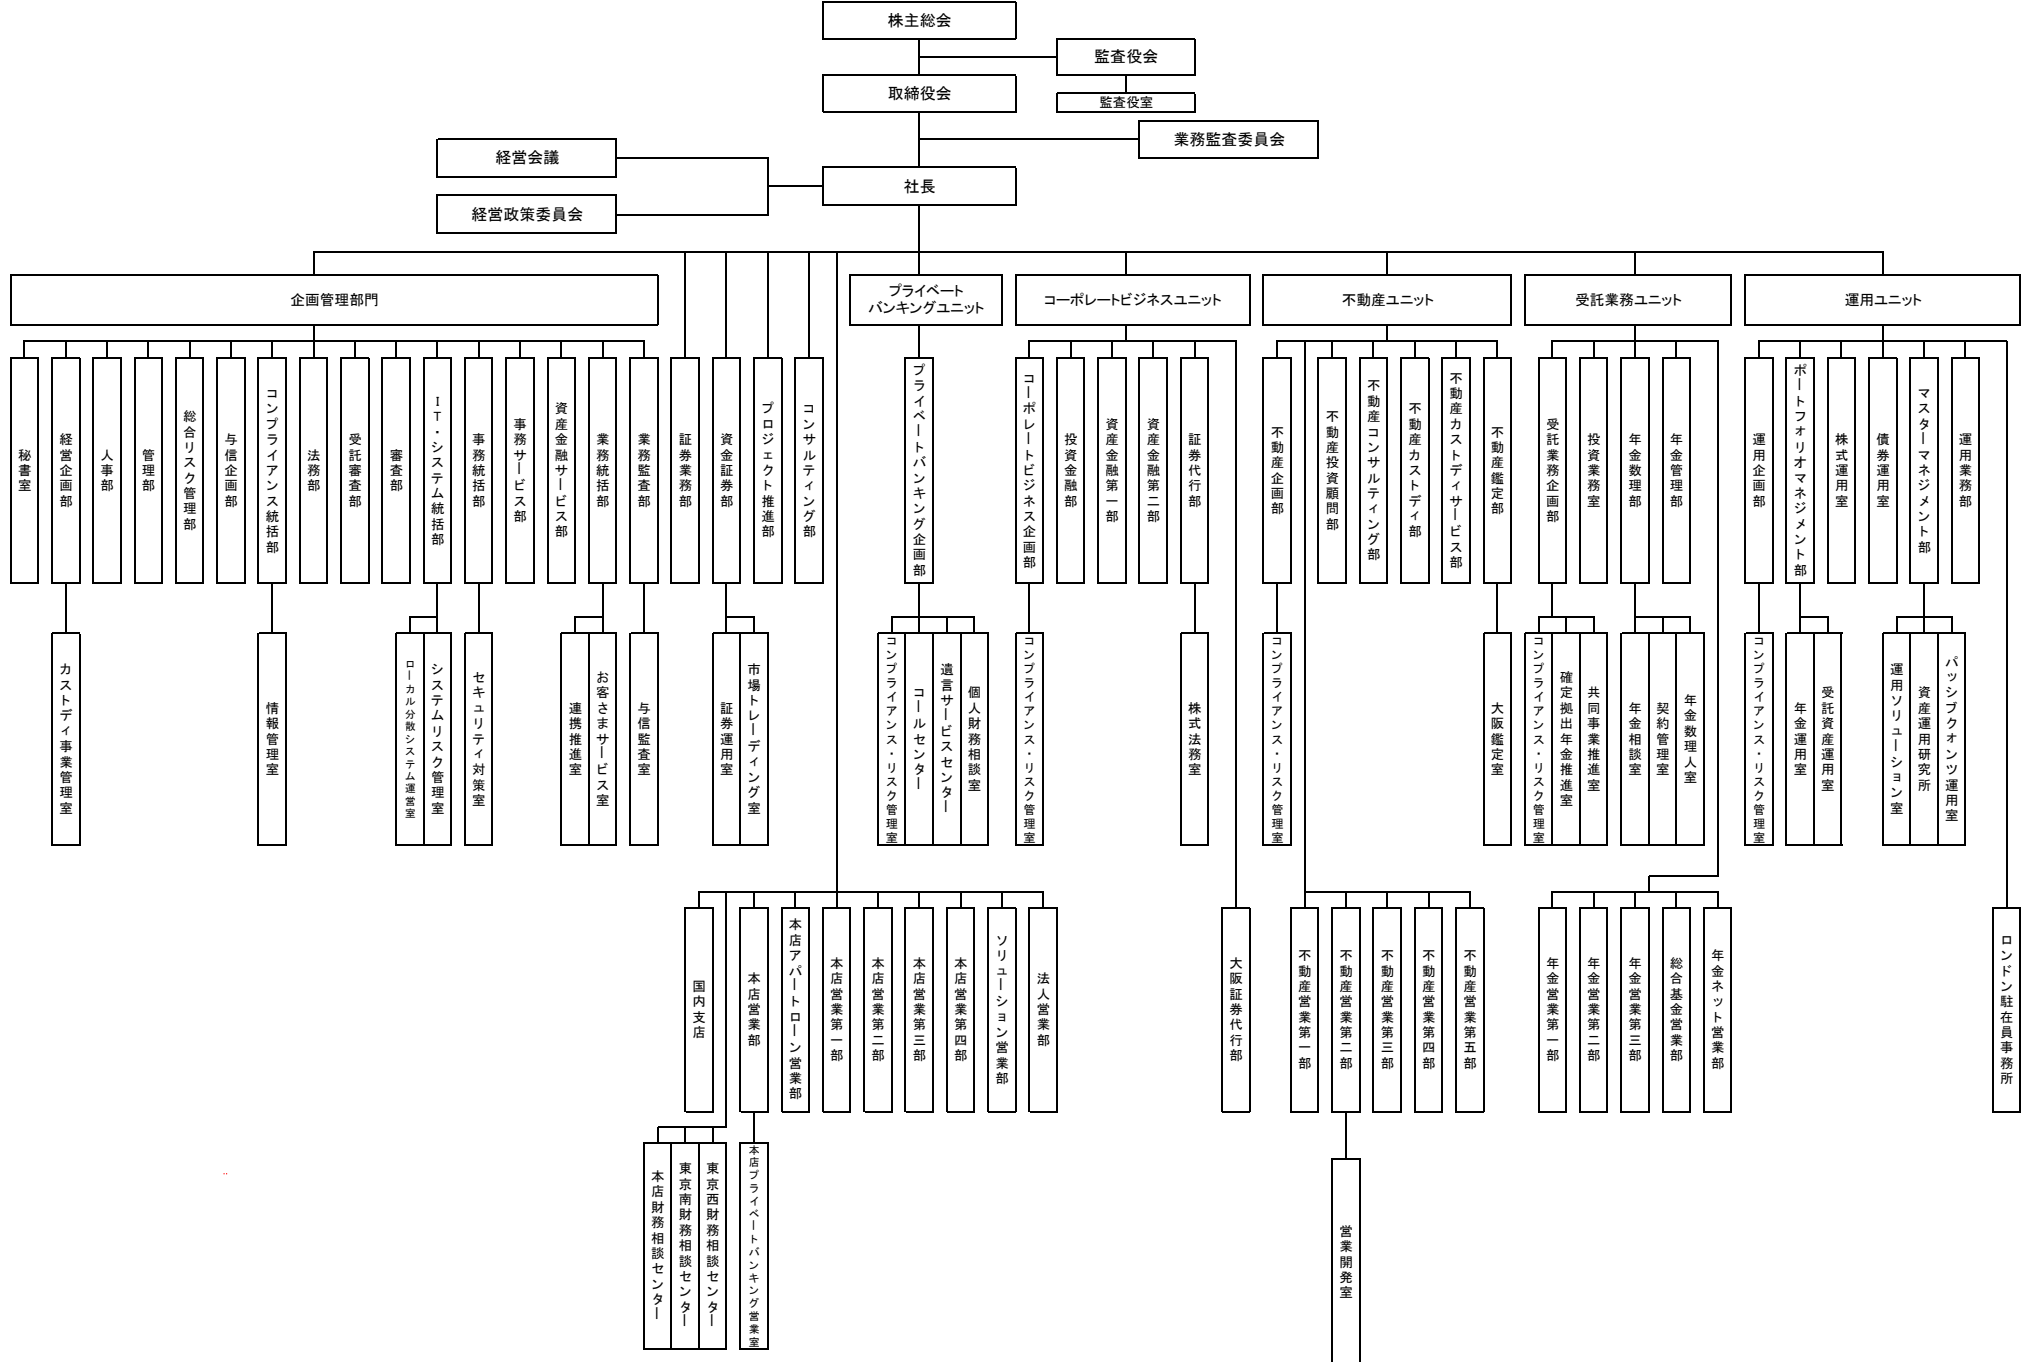 株主総会
監査役会
取締役会
監査役室
業務監査委員会
経営会議
社長
経営政策委員会
企画管理部門
プライベート
バンキングユニット
コーポレートビジネスユニット
不動産ユニット
受託業務ユニット
運用ユニット
秘書室
経営企画部
人事部
管理部
総合リスク管理部
与信企画部
コンプライアンス統括部
法務部
受託審査部
審査部
IT・システム統括部
事務統括部
事務サービス部
資産金融サービス部
業務統括部
業務監査部
証券業務部
資金証券部
プロジェクト推進部
コンサルティング部
プライベートバンキング企画部
コーポレートビジネス企画部
投資金融部
資産金融第一部
資産金融第二部
証券代行部
不動産企画部
不動産投資顧問部
不動産コンサルティング部
不動産カストディ部
不動産カストディサービス部
不動産鑑定部
受託業務企画部
投資業務室
年金数理部
年金管理部
運用企画部
ポートフォリオマネジメント部
株式運用室
債券運用室
マスターマネジメント部
運用業務部
カストディ事業管理室
情報管理室
ローカル分散システム運営室
システムリスク管理室
セキュリティ対策室
連携推進室
お客さまサービス室
与信監査室
証券運用室
市場トレーディング室
コンプライアンス・リスク管理室
コールセンター
遺言サービスセンター
個人財務相談室
コンプライアンス・リスク管理室
株式法務室
コンプライアンス・リスク管理室
大阪鑑定室
コンプライアンス・リスク管理室
確定拠出年金推進室
共同事業推進室
年金相談室
契約管理室
年金数理人室
コンプライアンス・リスク管理室
年金運用室
受託資産運用室
運用ソリューション室
資産運用研究所
パッシブクオンツ運用室
国内支店
本店営業部
本店アパートローン営業部
本店営業第一部
本店営業第二部
本店営業第三部
本店営業第四部
ソリューション営業部
法人営業部
大阪証券代行部
不動産営業第一部
不動産営業第二部
不動産営業第三部
不動産営業第四部
不動産営業第五部
年金営業第一部
年金営業第二部
年金営業第三部
総合基金営業部
年金ネット営業部
ロンドン駐在員事務所
本店財務相談センター
東京南財務相談センター
東京西財務相談センター
本店プライベートバンキング営業室
営業開発室